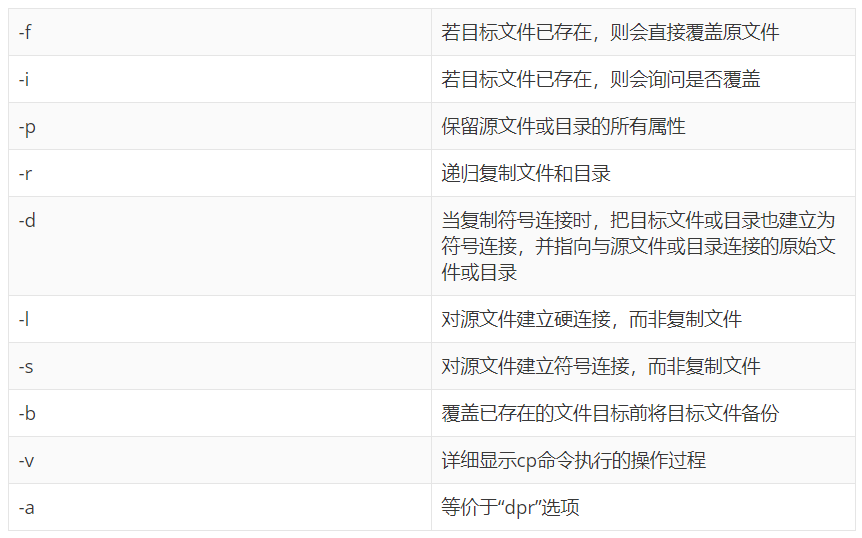 -f
若目标文件已存在，则会直接覆盖原文件
-i
若目标文件已存在，则会询问是否覆盖
-p
保留源文件或目录的所有属性
-r
递归复制文件和目录
-d
当复制符号连接时，把目标文件或目录也建立为
符号连接，并指向与源文件或目录连接的原始文
件或目录
-l
对源文件建立硬连接，而非复制文件
-s
对源文件建立符号连接，而非复制文件
-b
覆盖已存在的文件目标前将目标文件备份
-v
详细显示cp命令执行的操作过程
-a
等价于“dpr”选项